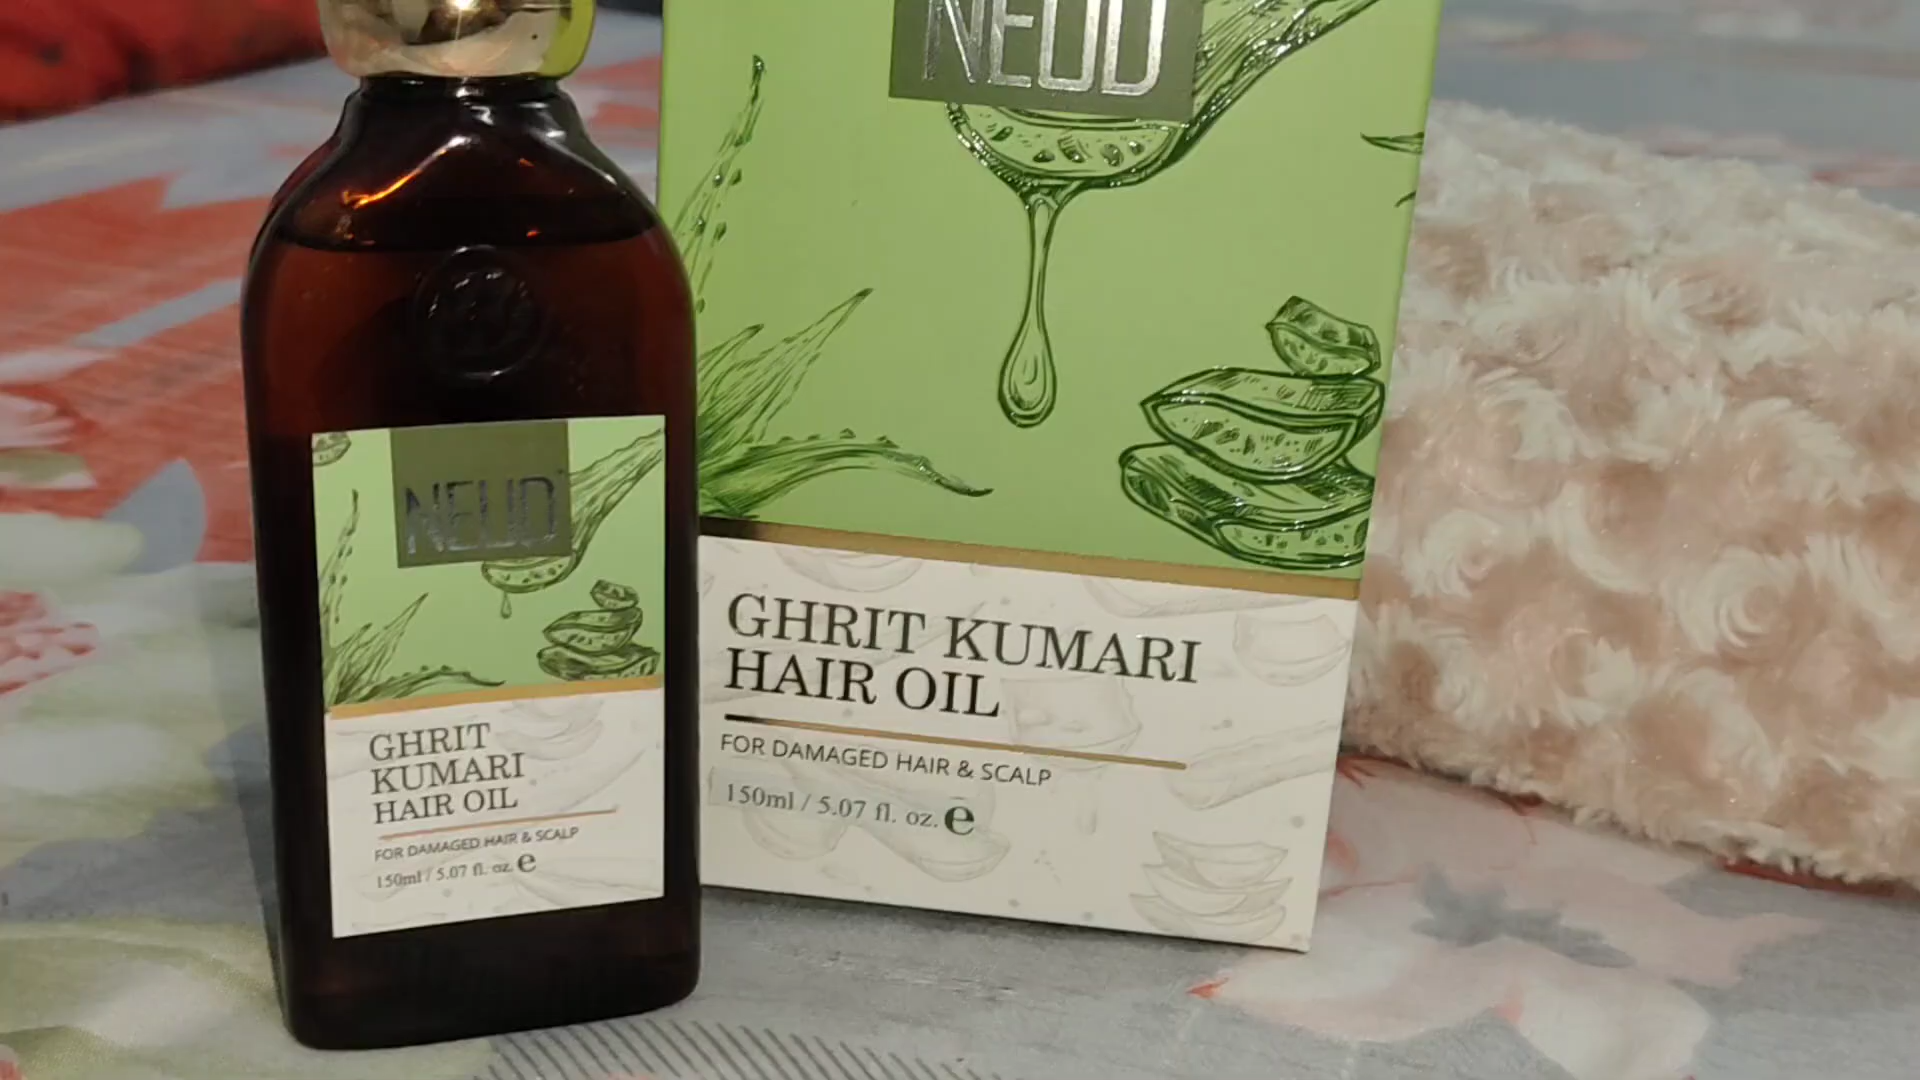 NEUD
GHRIT
KUMARI
HAIR OIL
FOR DAMAGED HAIR & SCALP
150ml / 5.07 fl. oz. e
NEUD
GHRIT KUMARI
HAIR OIL
FOR DAMAGED HAIR & SCALP
150ml / 5.07 fl. oz. e